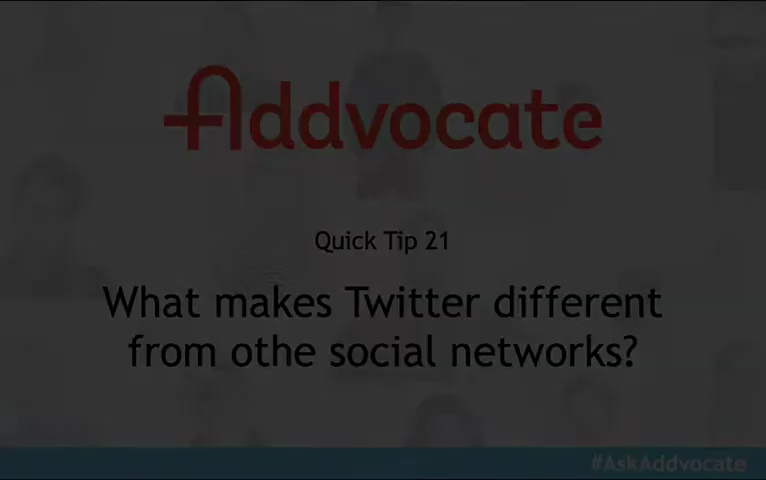 Addvocate
Quick Tip 21
What makes Twitter different
from othe social networks?
#AskAddvocate